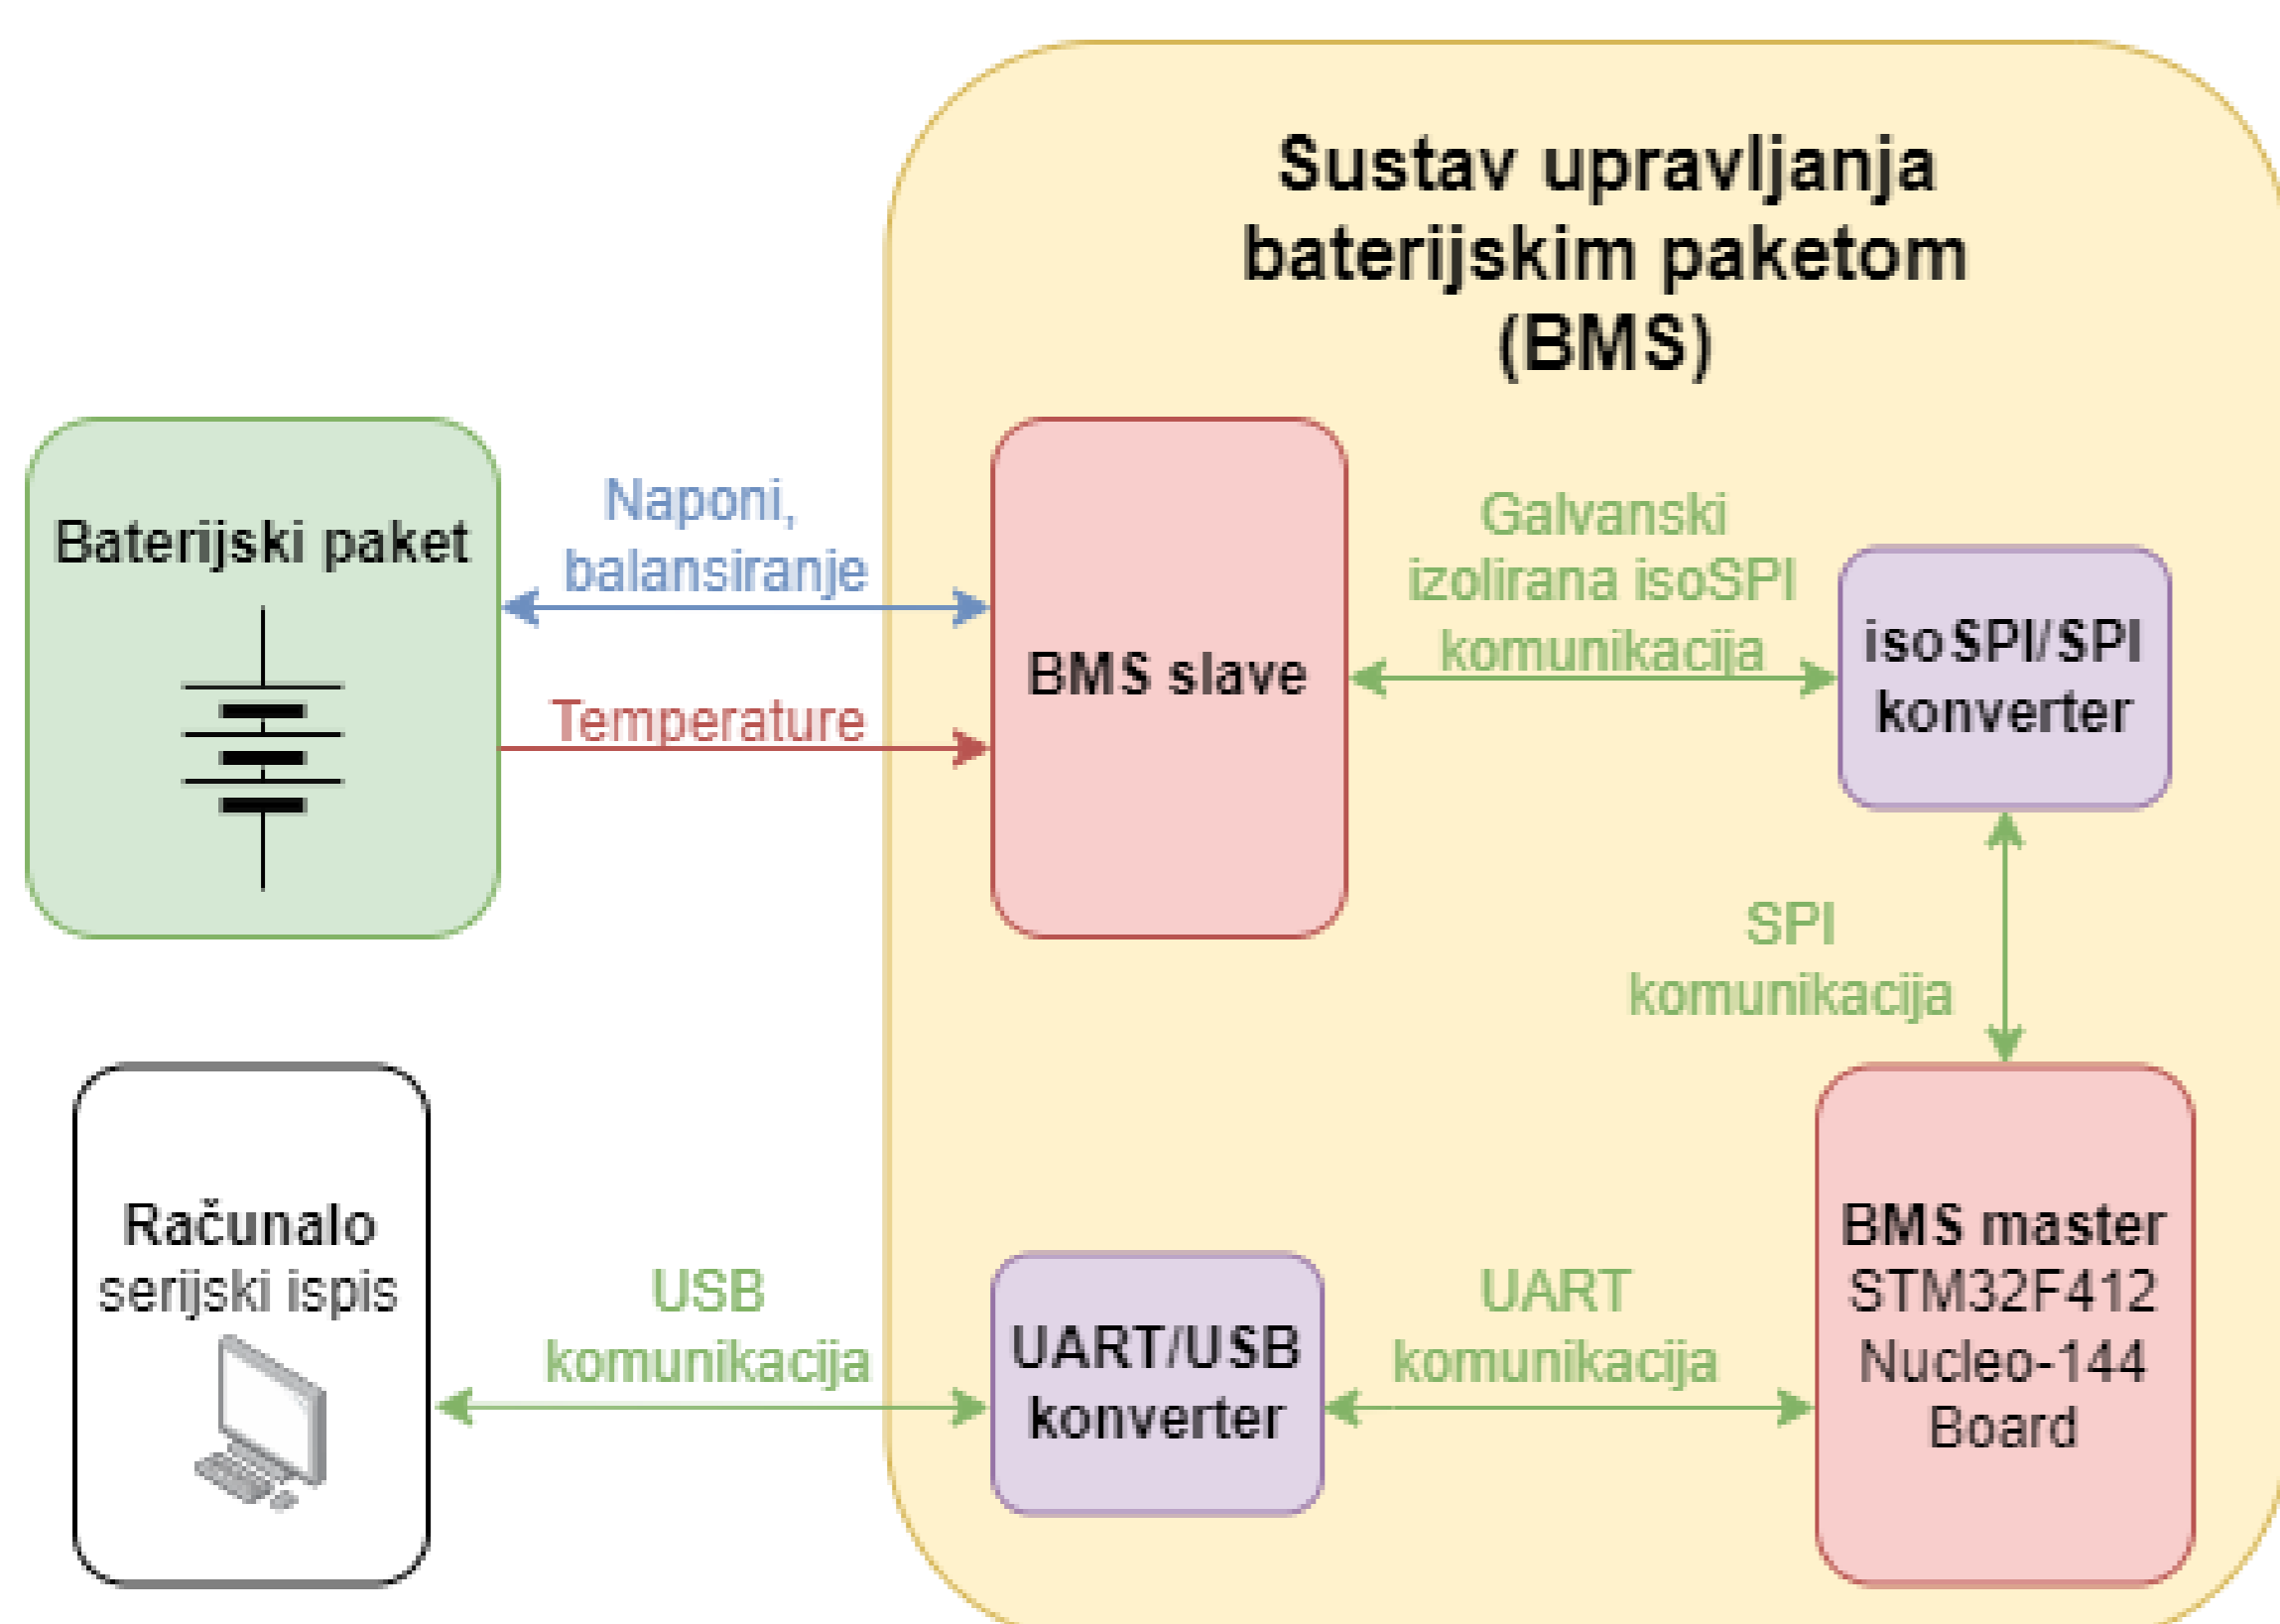 Sustav upravljanja
baterijskim paketom
(BMS)
Baterijski paket
Naponi,
balansiranje
Temperature
BMS slave
Galvanski
izolirana isoSPI
komunikacija
isoSPI/SPI
konverter
SPI
komunikacija
Računalo
serijski ispis
USB
komunikacija
UART/USB
konverter
UART
komunikacija
BMS master
STM32F412
Nucleo-144
Board